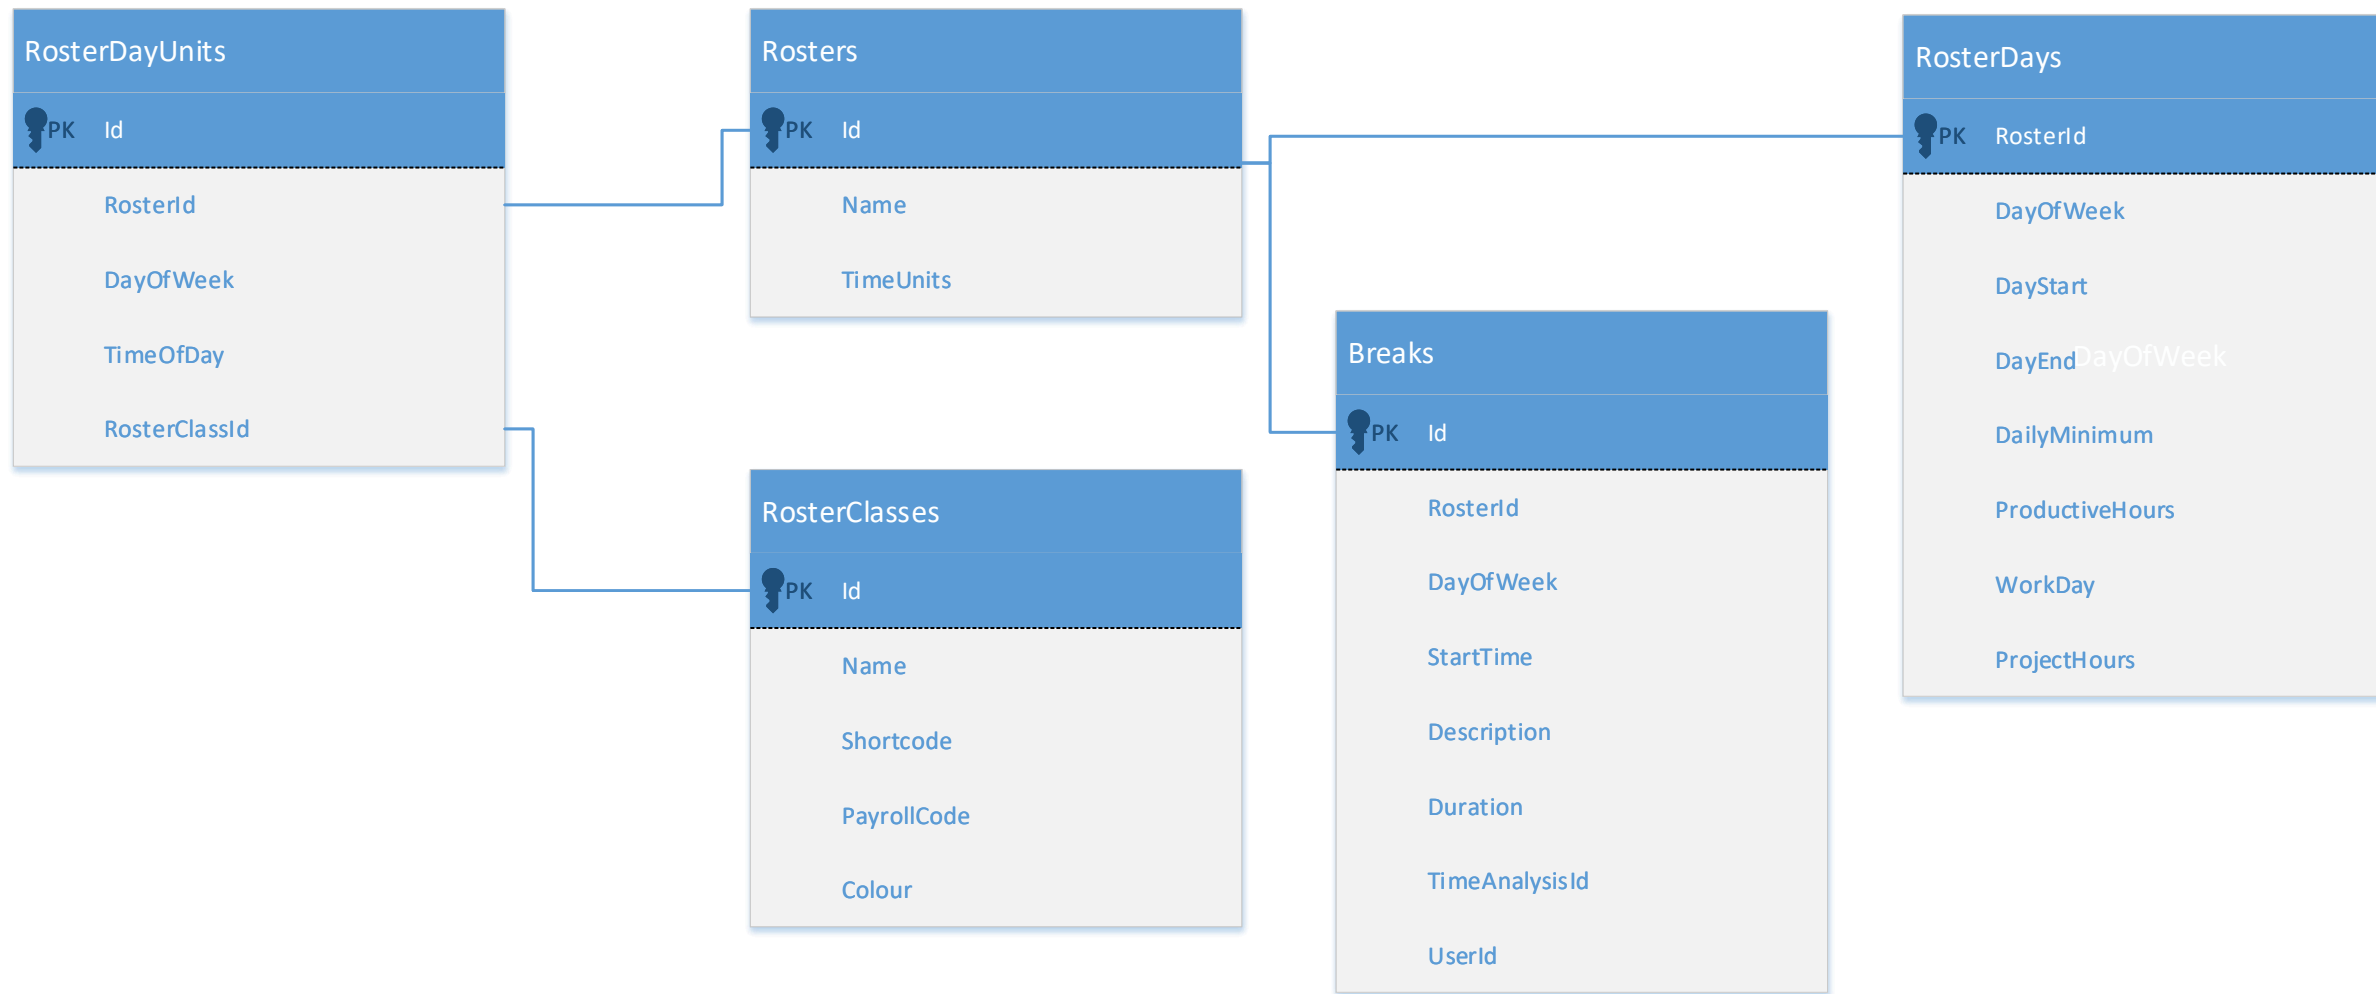 RosterDayUnits
PK Id
RosterId
DayOfWeek
TimeOfDay
RosterClassId
Rosters
PK Id
Name
TimeUnits
RosterClasses
PK Id
Name
Shortcode
PayrollCode
Colour
Breaks
PK Id
RosterId
DayOfWeek
StartTime
Description
Duration
TimeAnalysisId
UserId
RosterDays
PK RosterId
DayOfWeek
DayStart
DayEnd
DayOfWeek
DailyMinimum
ProductiveHours
WorkDay
ProjectHours